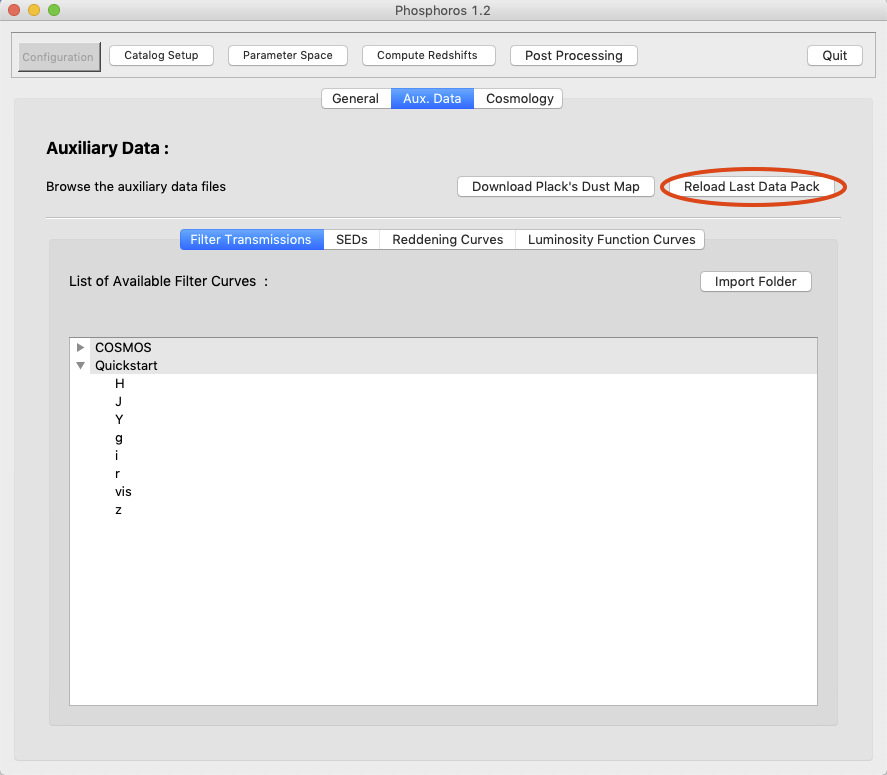 Phosphoros 1.2
Configuration Catalog Setup Parameter Space Compute Redshifts Post Processing Quit
General Aux. Data Cosmology
Auxiliary Data :
Browse the auxiliary data files Download Plack's Dust Map Reload Last Data Pack
Filter Transmissions SEDs Reddening Curves Luminosity Function Curves
List of Available Filter Curves : Import Folder
COSMOS
Quickstart
H
J
Y
g
i
r
vis
z